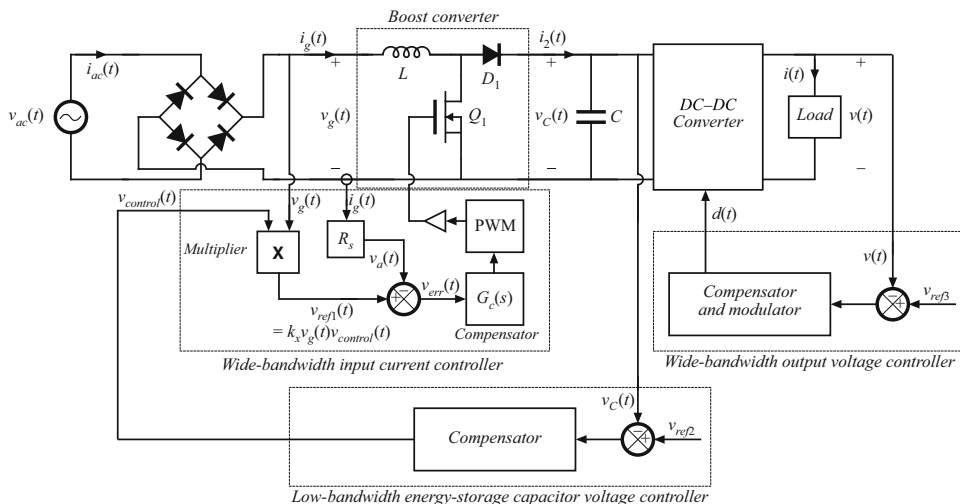 Boost converter
i_g(t)
i_2(t)
i_ac(t)
L
D_1
+
+
+
i(t)
v_ac(t)
v_g(t)
Q_1
v_C(t)
C
DC–DC
Converter
Load
v(t)
–
–
–
v_control(t)
v_g(t)
i_g(t)
d(t)
Multiplier
X
R_s
PWM
v_a(t)
v(t)
+
–
v_err(t)
G_c(s)
Compensator
and modulator
–
+
v_ref3
v_ref1(t)
= k_x v_g(t)v_control(t)
Compensator
Wide-bandwidth input current controller
Wide-bandwidth output voltage controller
v_C(t)
Compensator
–
+
v_ref2
Low-bandwidth energy-storage capacitor voltage controller